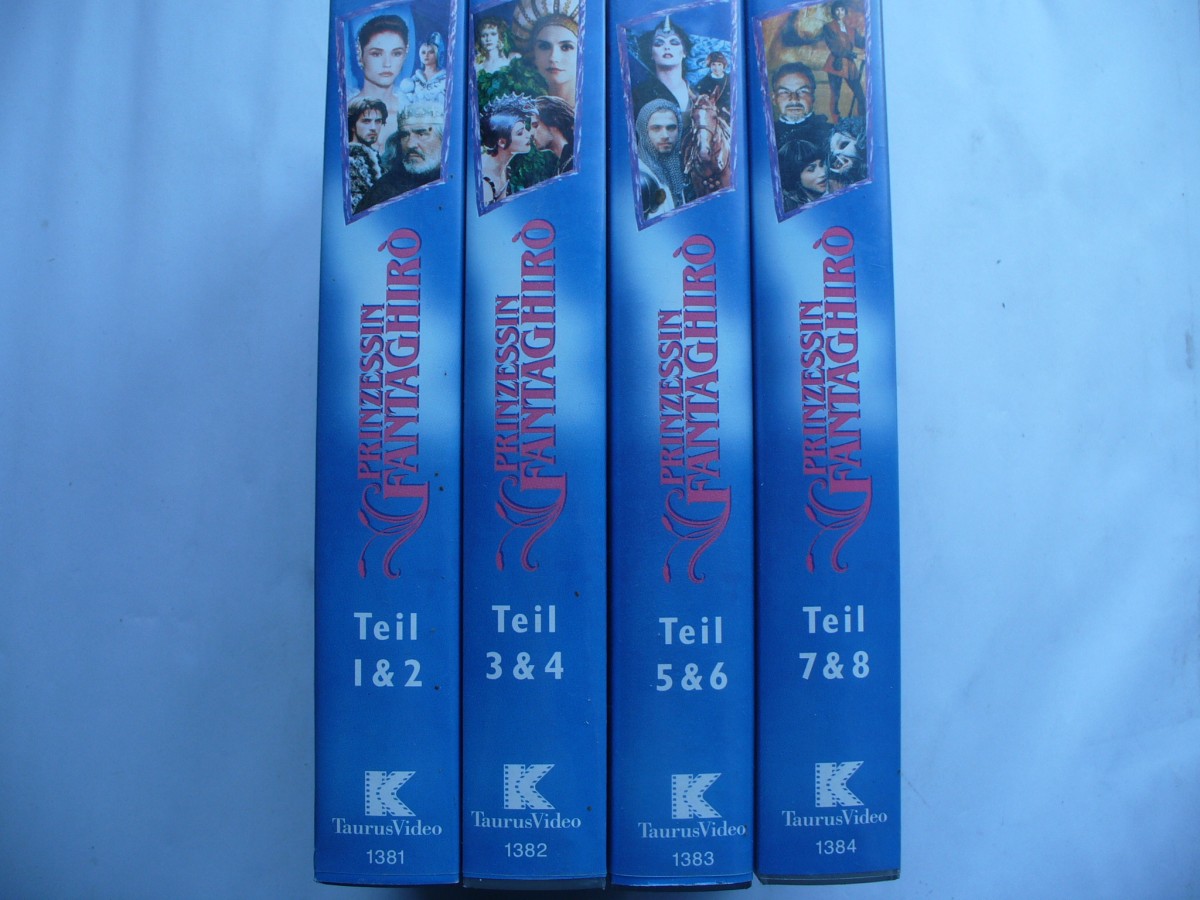 PRINZESSIN
FANTAGHIRÒ
Teil
1 & 2
TaurusVideo
1381
PRINZESSIN
FANTAGHIRÒ
Teil
3 & 4
TaurusVideo
1382
PRINZESSIN
FANTAGHIRÒ
Teil
5 & 6
TaurusVideo
1383
PRINZESSIN
FANTAGHIRÒ
Teil
7 & 8
TaurusVideo
1384